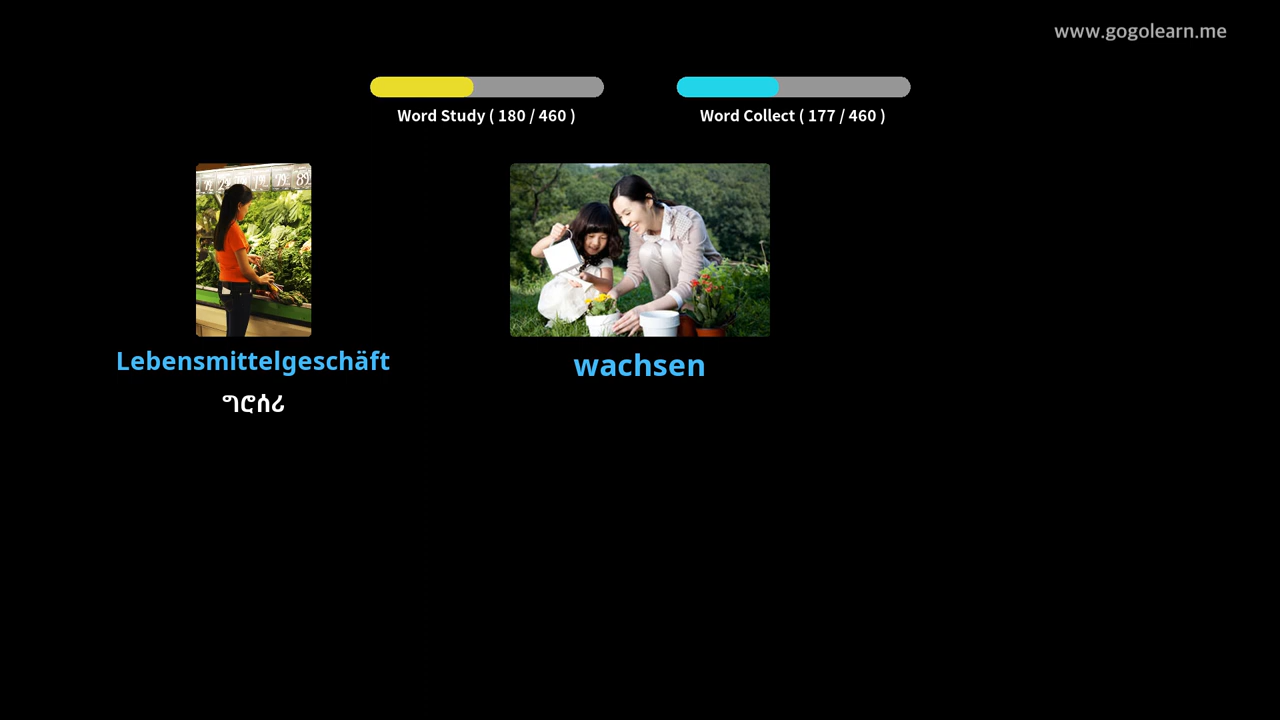 www.gogolearn.me
Word Study ( 180 / 460 )
Word Collect ( 177 / 460 )
Lebensmittelgeschäft
ግሮሰሪ
wachsen